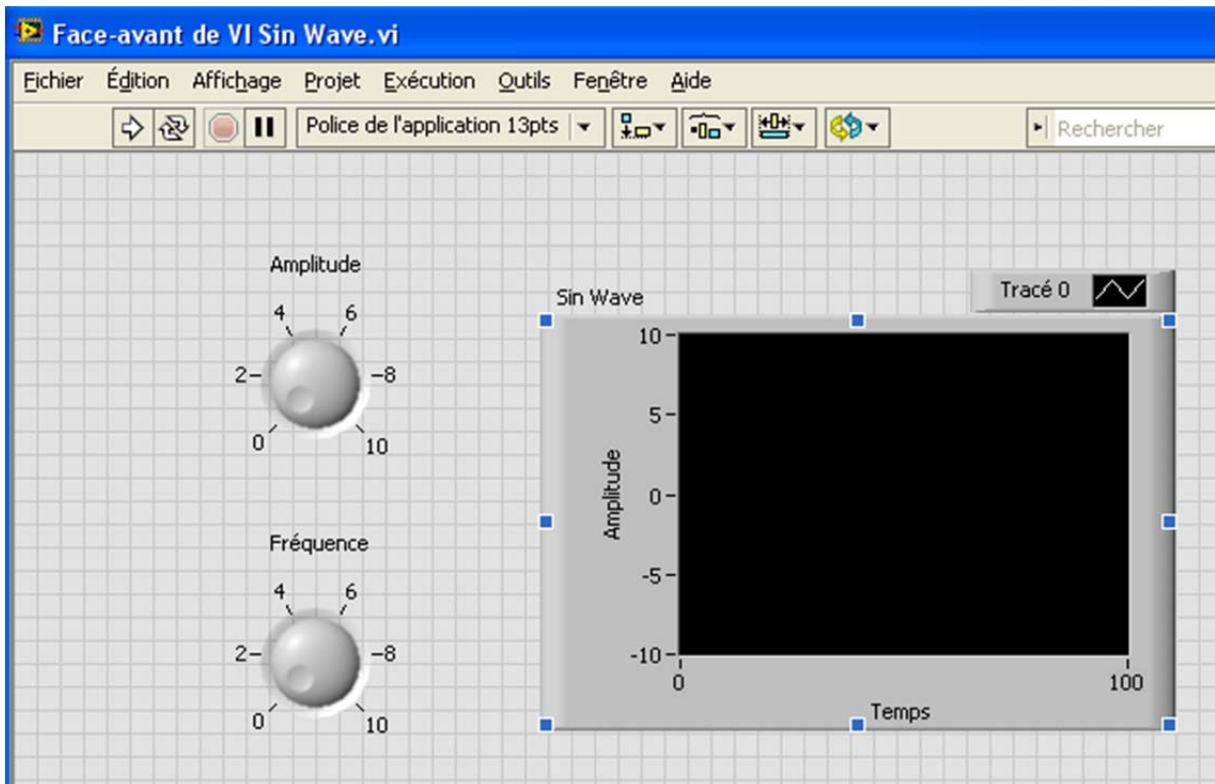 Face-avant de VI Sin Wave.vi
Fichier Édition Affichage Projet Exécution Outils Fenêtre Aide
Police de l'application 13pts Rechercher
Amplitude
4 6
2 8
0 10
Fréquence
4 6
2 8
0 10
Sin Wave
Tracé 0
Amplitude
10
5
0
-5
-10
0 100
Temps